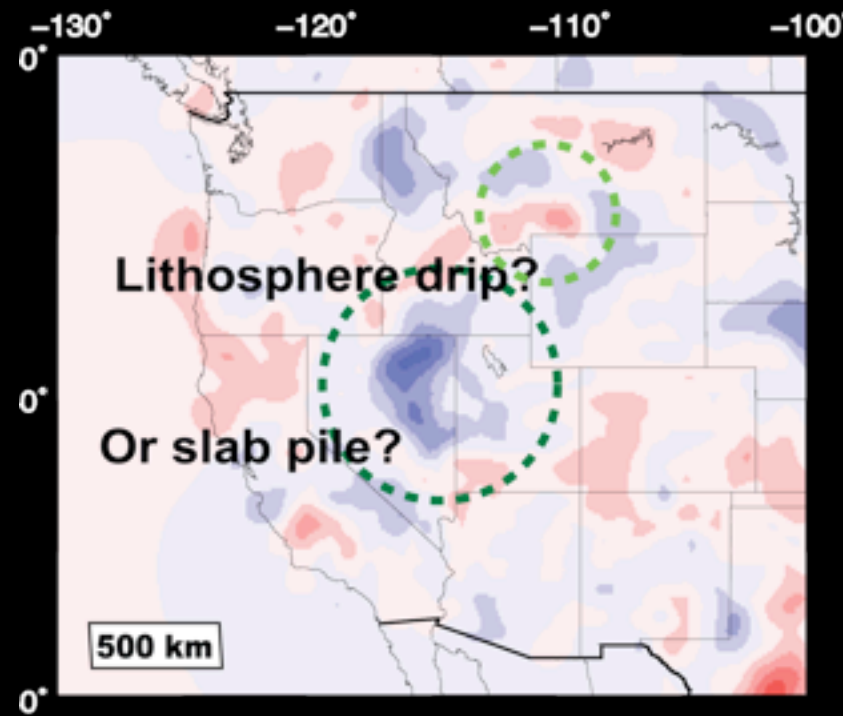 −130˚ −120˚ −110˚ −100˚
0˚
Lithosphere drip?
0˚
Or slab pile?
500 km
0˚